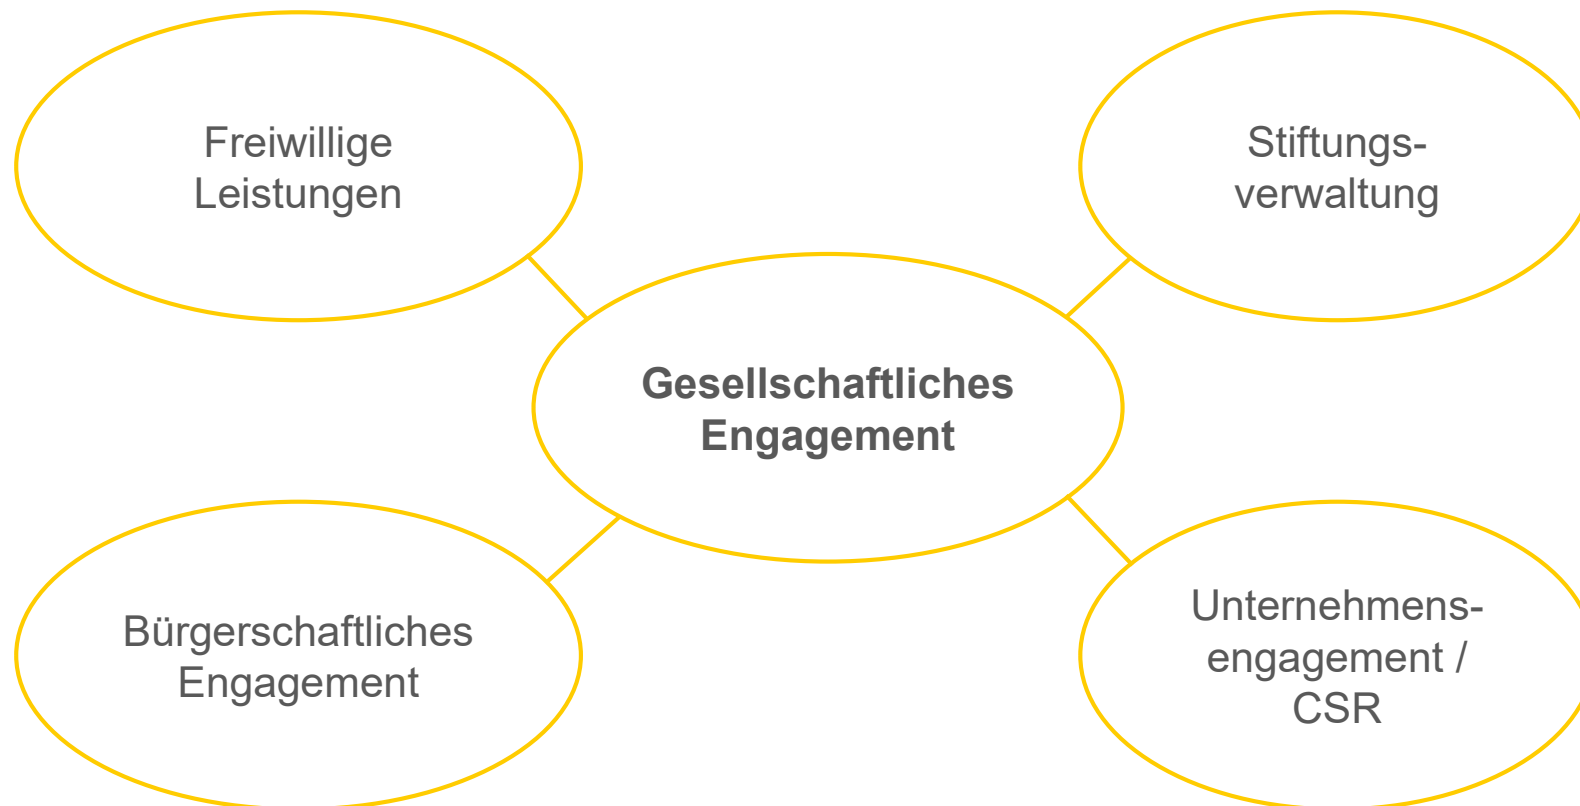 Freiwillige
Leistungen
Stiftungs-
verwaltung
Gesellschaftliches
Engagement
Bürgerschaftliches
Engagement
Unternehmens-
engagement /
CSR